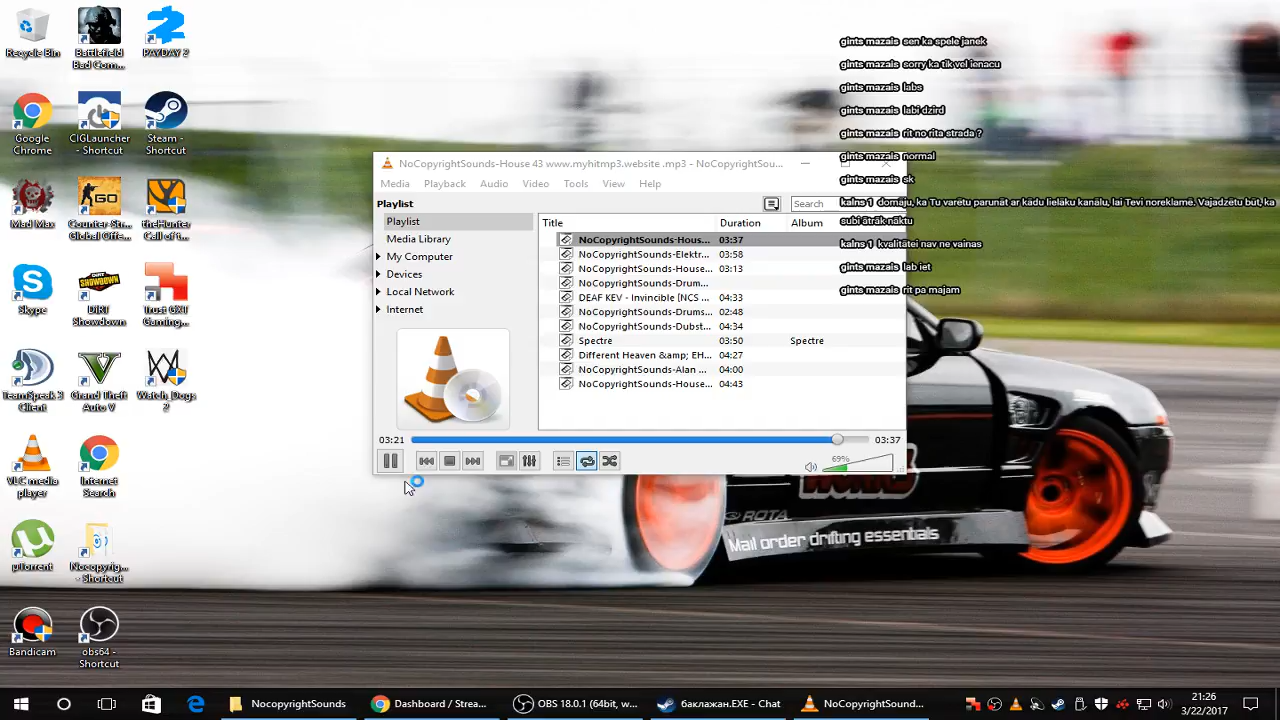 Recycle Bin
Battlefield
Bad Com...
PAYDAY 2
Google
Chrome
CIGLauncher
- Shortcut
Steam -
Shortcut
Mad Max
Counter-Str...
Global Offe...
theHunter
Call of t...
Skype
DiRT
Showdown
Trust GXT
Gaming...
TeamSpeak 3
Client
Grand Theft
Auto V
Watch_Dogs
2
VLC media
player
Internet
Search
µTorrent
Nocopyrig...
- Shortcut
Bandicam
obs64 -
Shortcut
NoCopyrightSounds-House 43 www.myhitmp3.website .mp3 - NoCopyrightSou...
Media Playback Audio Video Tools View Help
Playlist
Search
Playlist
Media Library
My Computer
Devices
Local Network
Internet
Title Duration Album
NoCopyrightSounds-Hous... 03:37
NoCopyrightSounds-Elektr... 03:58
NoCopyrightSounds-House... 03:13
NoCopyrightSounds-Drum...
DEAF KEV - Invincible [NCS ... 04:33
NoCopyrightSounds-Drums... 02:48
NoCopyrightSounds-Dubst... 04:34
Spectre 03:50 Spectre
Different Heaven &amp; EH... 04:27
NoCopyrightSounds-Alan ... 04:00
NoCopyrightSounds-House... 04:43
03:21
03:37
69%
gints mazais sen ka spele janek
gints mazais sorry ka tik vel ienacu
gints mazais labs
gints mazais labi dzird
gints mazais rit no rita strada ?
gints mazais normal
gints mazais sk
kalns 1 domāju, ka Tu varētu parunāt ar kādu lielāku kanālu, lai Tevi noreklamē. Vajadzētu būt, ka
subi ātrāk nāktu
kalns 1 kvalitātei nav ne vainas
gints mazais lab iet
gints mazais rit pa majam
WORKS
ROTA
Mail order drifting essentials
NocopyrightSounds
Dashboard / Strea...
OBS 18.0.1 (64bit, w...
баклажан.EXE - Chat
NoCopyrightSound...
21:26
3/22/2017